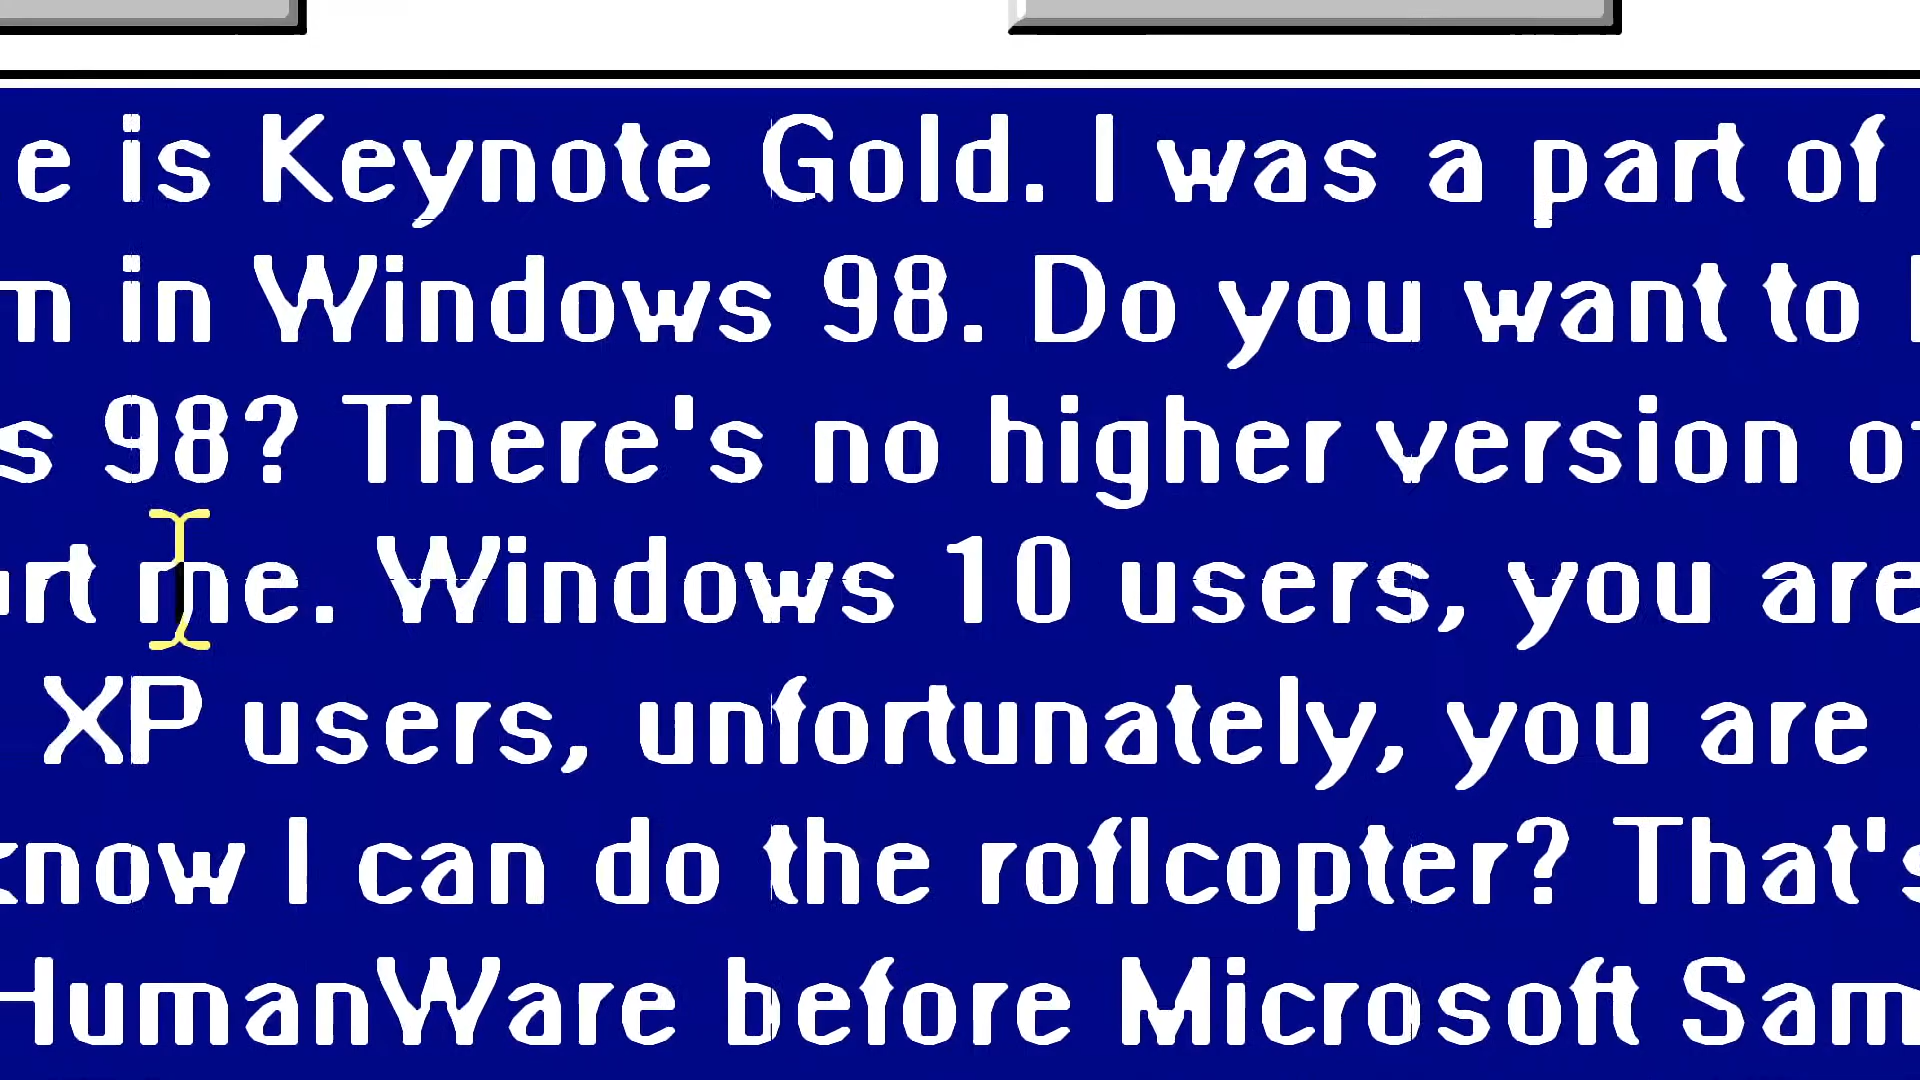 e is Keynote Gold. I was a part of
m in Windows 98. Do you want to
s 98? There's no higher version of
rt me. Windows 10 users, you are
XP users, unfortunately, you are
know I can do the roflcopter? That's
HumanWare before Microsoft Sam